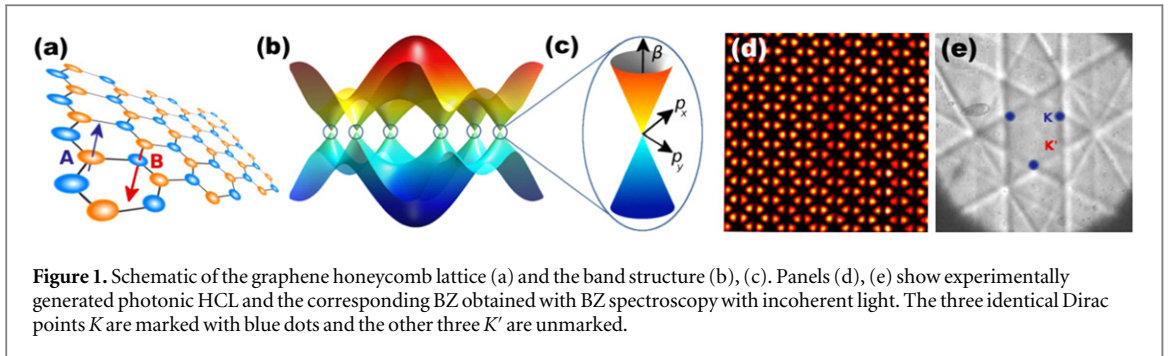 (a)
(b)
(c)
(d)
(e)
A
B
β
pₓ
p_y
K
K'
Figure 1. Schematic of the graphene honeycomb lattice (a) and the band structure (b), (c). Panels (d), (e) show experimentally
generated photonic HCL and the corresponding BZ obtained with BZ spectroscopy with incoherent light. The three identical Dirac
points K are marked with blue dots and the other three K′ are unmarked.